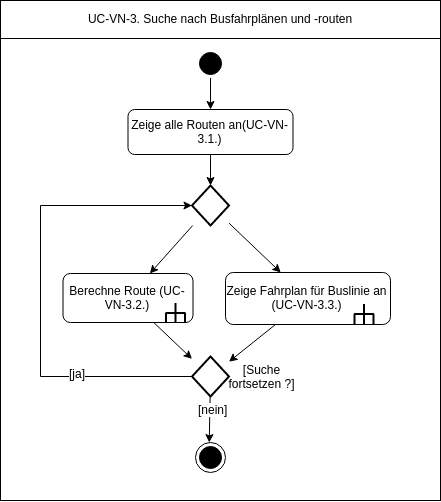 UC-VN-3. Suche nach Busfahrplänen und -routen
Zeige alle Routen an(UC-VN-
3.1.)
Berechne Route (UC-
VN-3.2.)
Zeige Fahrplan für Buslinie an
(UC-VN-3.3.)
[ja]
[Suche
fortsetzen ?]
[nein]